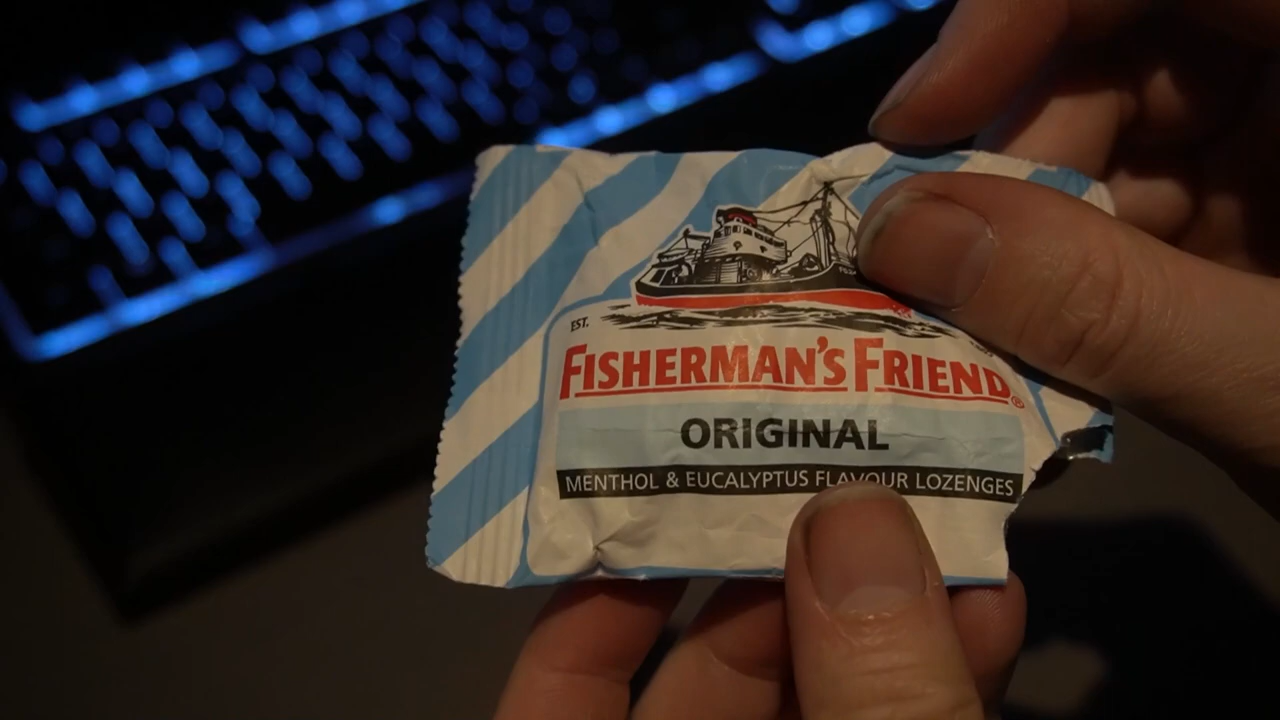 EST.
FISHERMAN'S FRIEND®
ORIGINAL
MENTHOL & EUCALYPTUS FLAVOUR LOZENGES